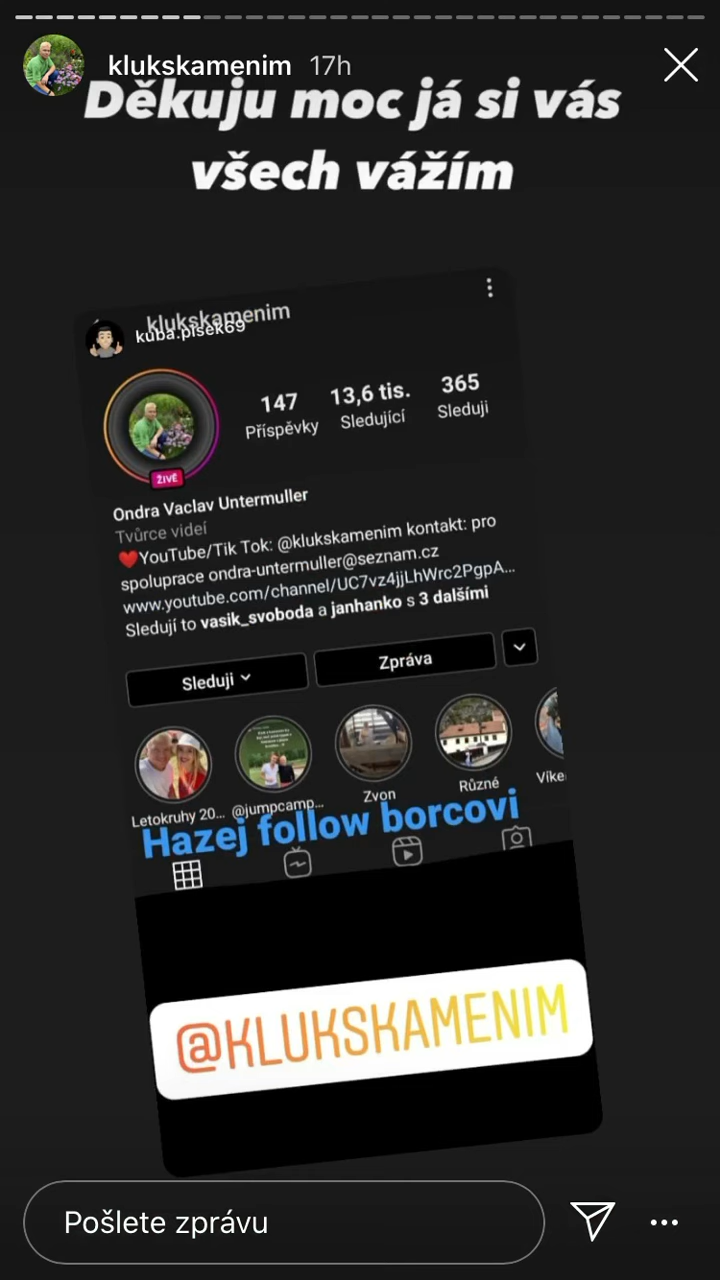 klukskamenim 17h
Děkuju moc já si vás
všech vážím
klukskamenim
kuba.pisek69
147 13,6 tis. 365
Příspěvky Sledující Sleduji
ŽIVĚ
Ondra Vaclav Untermuller
Tvůrce videí
❤️YouTube/Tik Tok: @klukskamenim kontakt: pro
spoluprace ondra-untermuller@seznam.cz
www.youtube.com/channel/UC7vz4jjLhWrc2PgpA...
Sledují to vasik_svoboda a janhanko s 3 dalšími
Sleduji Zpráva
Letokruhy 20... @jumpcamp... Zvon Různé Víke
Hazej follow borcovi
@KLUKSKAMENIM
Pošlete zprávu